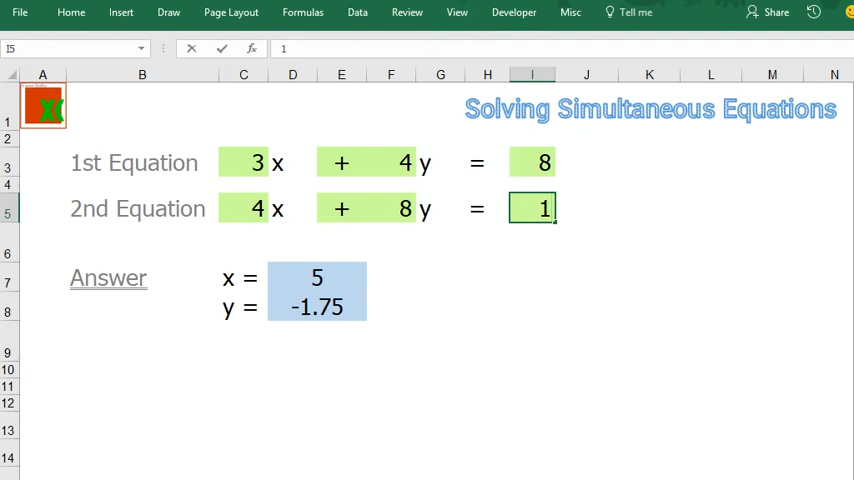 File Home Insert Draw Page Layout Formulas Data Review View Developer Misc Tell me Share
I5 1
A B C D E F G H I J K L M N
1 Solving Simultaneous Equations
2
3 1st Equation 3 x + 4 y = 8
4
5 2nd Equation 4 x + 8 y = 1
6
7 Answer x = 5
8 y = -1.75
9
10
11
12
13
14